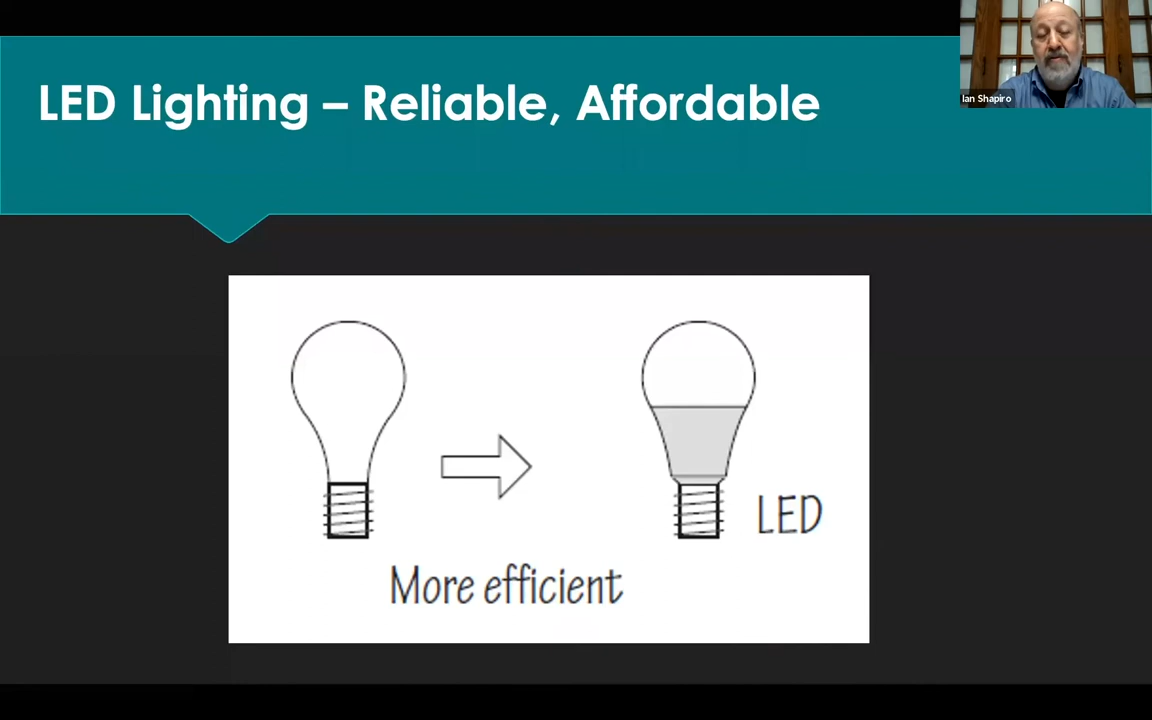 LED Lighting – Reliable, Affordable
Ian Shapiro
LED
More efficient